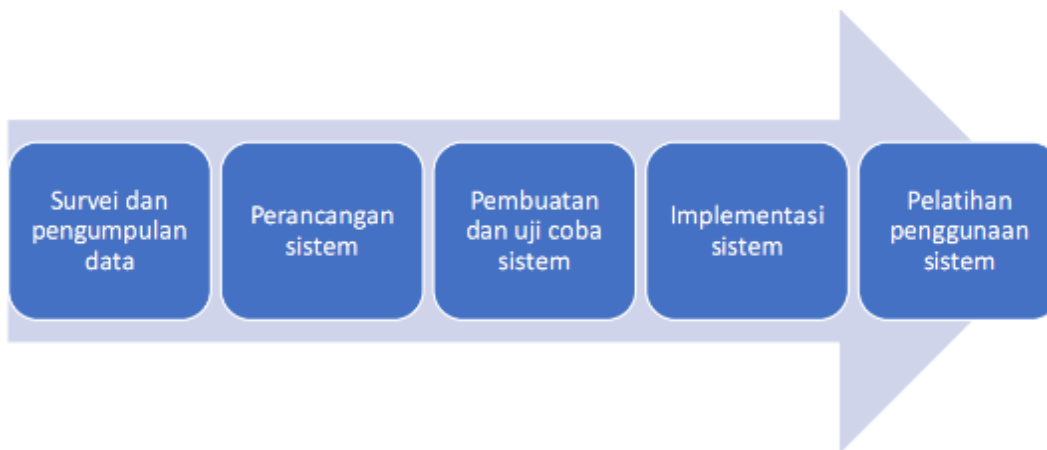 Survei dan
pengumpulan
data
Perancangan
sistem
Pembuatan
dan uji coba
sistem
Implementasi
sistem
Pelatihan
penggunaan
sistem